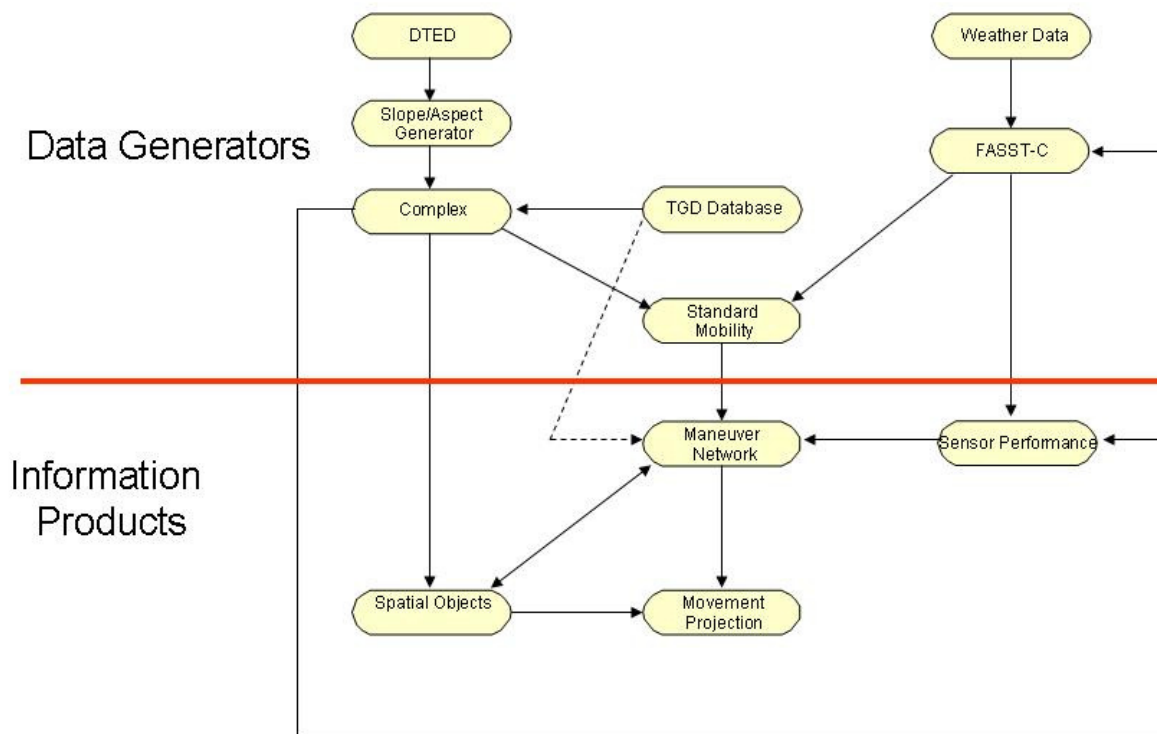 DTED
Weather Data
Slope/Aspect
Generator
Data Generators
FASST-C
Complex
TGD Database
Standard
Mobility
Maneuver
Network
Sensor Performance
Information
Products
Spatial Objects
Movement
Projection